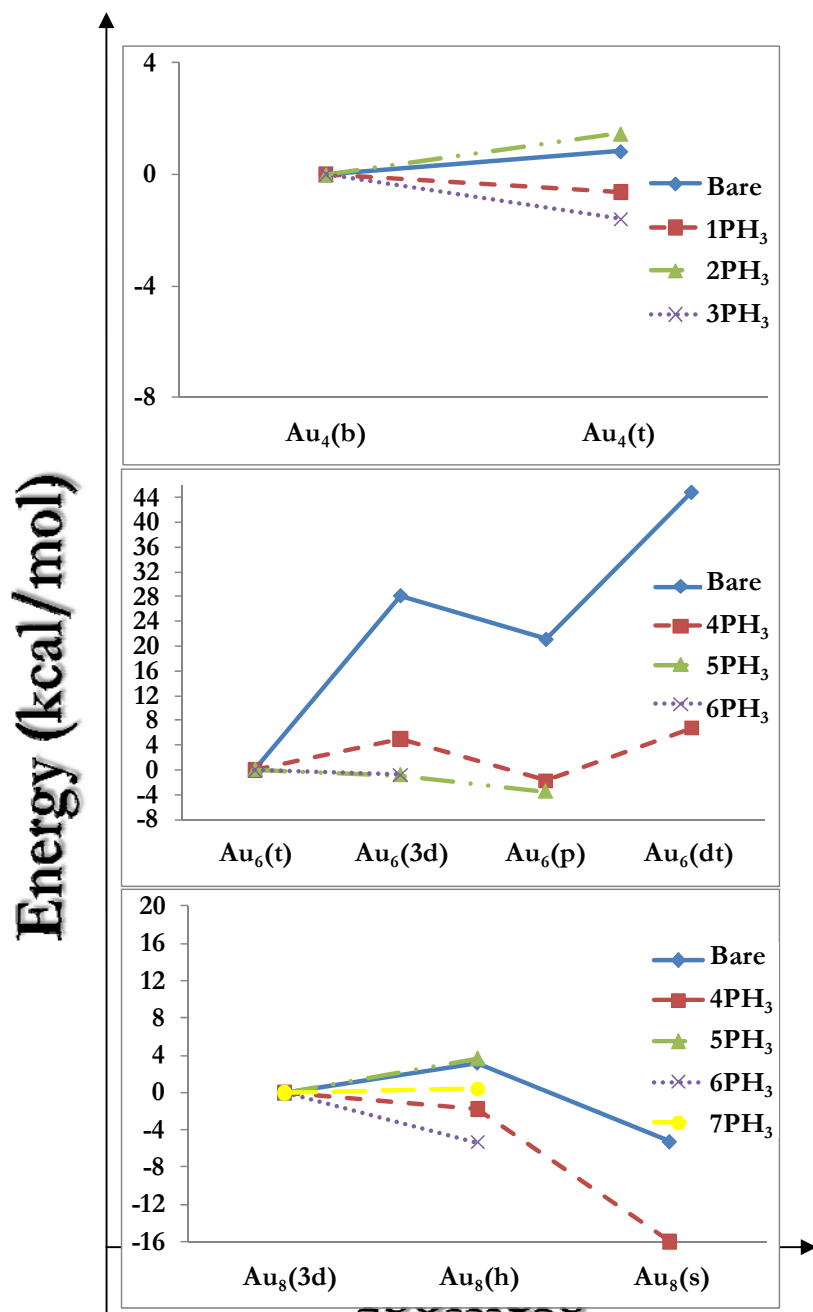 Energy (kcal/mol)
4
0
-4
-8
Au₄(b) Au₄(t)
Bare
1PH₃
2PH₃
3PH₃
44
40
36
32
28
24
20
16
12
8
4
0
-4
-8
Au₆(t) Au₆(3d) Au₆(p) Au₆(dt)
Bare
4PH₃
5PH₃
6PH₃
20
16
12
8
4
0
-4
-8
-12
-16
Au₈(3d) Au₈(h) Au₈(s)
Bare
4PH₃
5PH₃
6PH₃
7PH₃